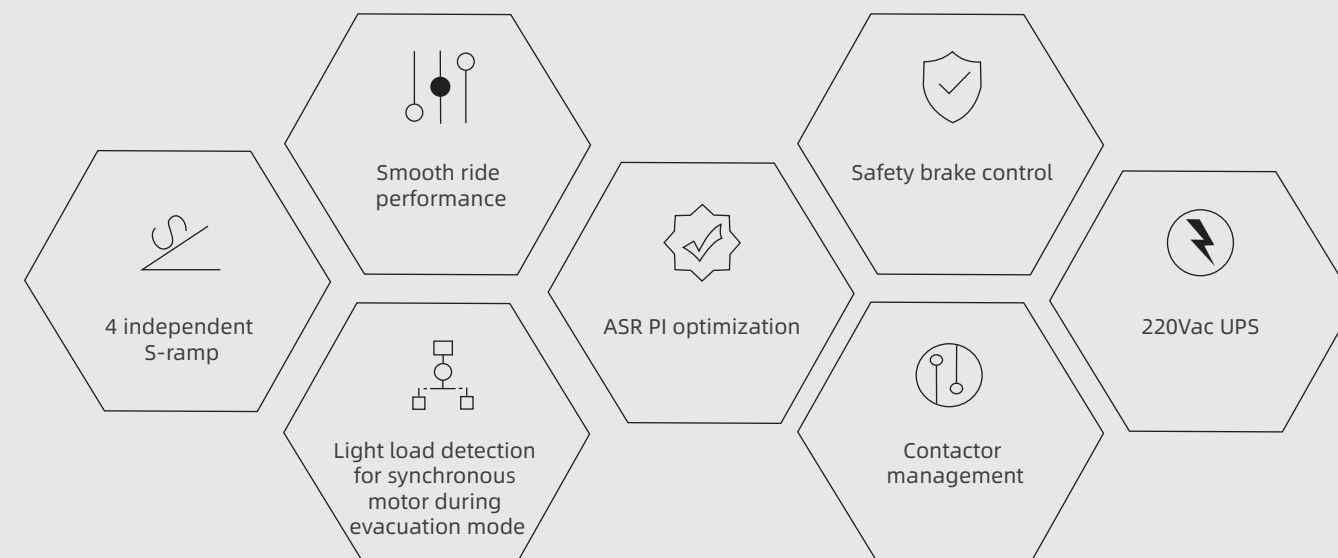 Smooth ride
performance
Safety brake control
4 independent
S-ramp
ASR PI optimization
220Vac UPS
Light load detection
for synchronous
motor during
evacuation mode
Contactor
management